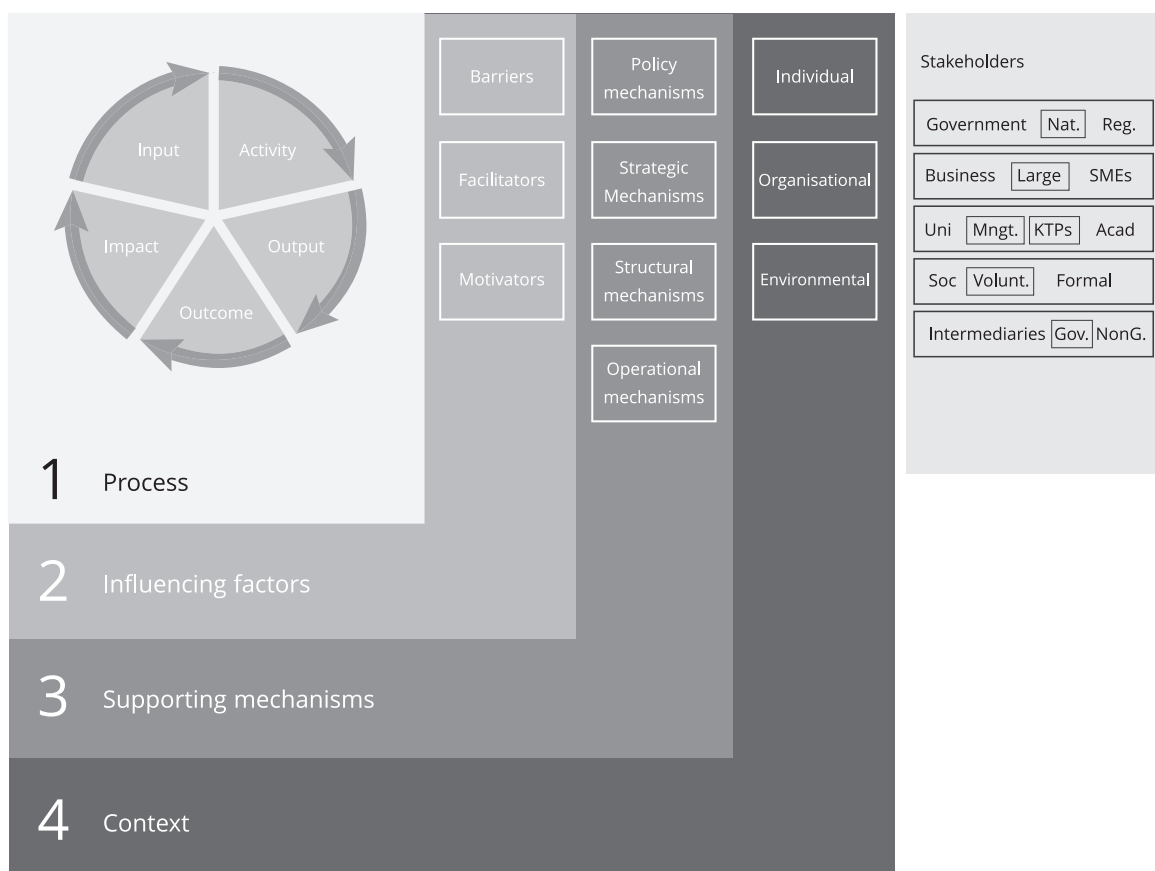 Input
Activity
Output
Outcome
Impact
1 Process
Barriers
Facilitators
Motivators
2 Influencing factors
Policy
mechanisms
Strategic
Mechanisms
Structural
mechanisms
Operational
mechanisms
3 Supporting mechanisms
Individual
Organisational
Environmental
4 Context
Stakeholders
Government Nat. Reg.
Business Large SMEs
Uni Mngt. KTPs Acad
Soc Volunt. Formal
Intermediaries Gov. NonG.